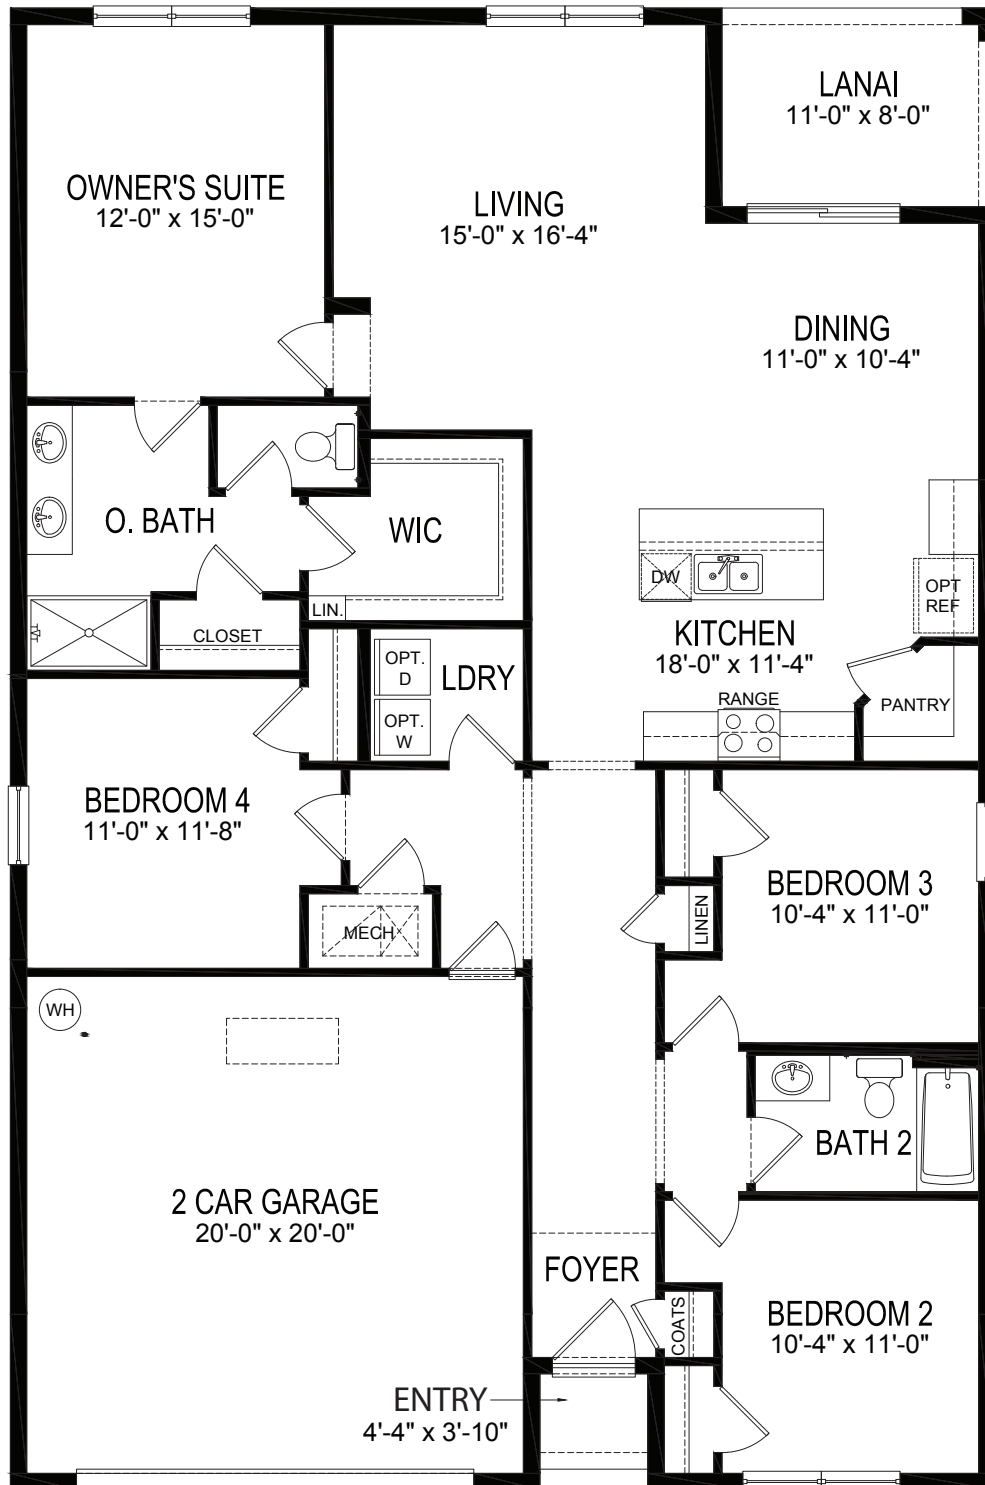 LANAI
11'-0" x 8'-0"
OWNER'S SUITE
12'-0" x 15'-0"
LIVING
15'-0" x 16'-4"
DINING
11'-0" x 10'-4"
O. BATH
WIC
LIN.
CLOSET
DW
OPT
REF
KITCHEN
18'-0" x 11'-4"
RANGE
PANTRY
OPT.
D
LDRY
OPT.
W
BEDROOM 4
11'-0" x 11'-8"
MECH
BEDROOM 3
10'-4" x 11'-0"
LINEN
WH
BATH 2
2 CAR GARAGE
20'-0" x 20'-0"
FOYER
COATS
BEDROOM 2
10'-4" x 11'-0"
ENTRY
4'-4" x 3'-10"